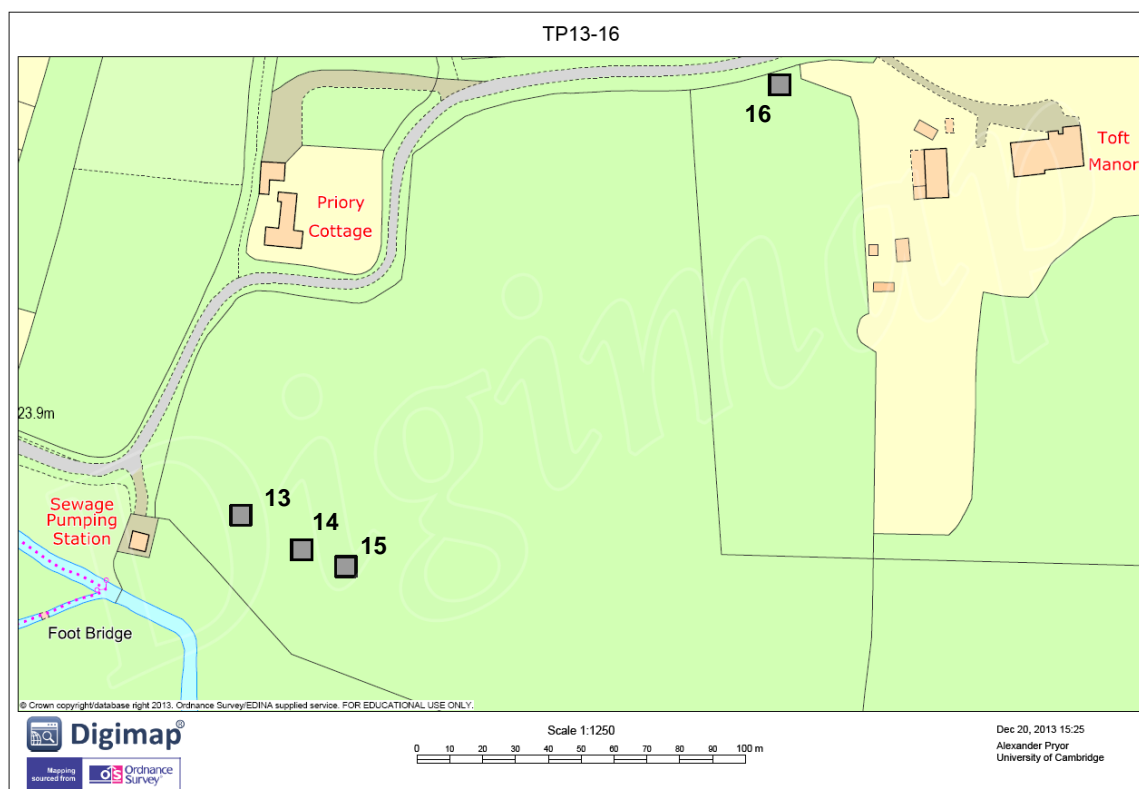 TP13-16
16
Toft
Manor
Priory
Cottage
23.9m
13
Sewage
Pumping
Station
14
15
Foot Bridge
Digimap
© Crown copyright/database right 2013. Ordnance Survey/EDINA supplied service. FOR EDUCATIONAL USE ONLY.
Digimap®
Scale 1:1250
Dec 20, 2013 15:25
Alexander Pryor
University of Cambridge
0 10 20 30 40 50 60 70 80 90 100 m
Mapping
sourced from
OS Ordnance
Survey®